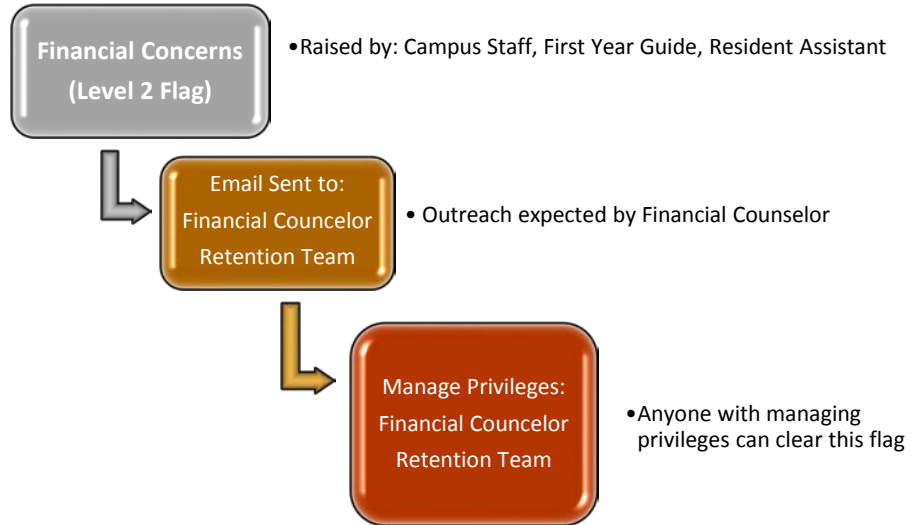 Financial Concerns
(Level 2 Flag)
•Raised by: Campus Staff, First Year Guide, Resident Assistant
Email Sent to:
Financial Councelor
Retention Team
• Outreach expected by Financial Counselor
Manage Privileges:
Financial Councelor
Retention Team
•Anyone with managing
privileges can clear this flag